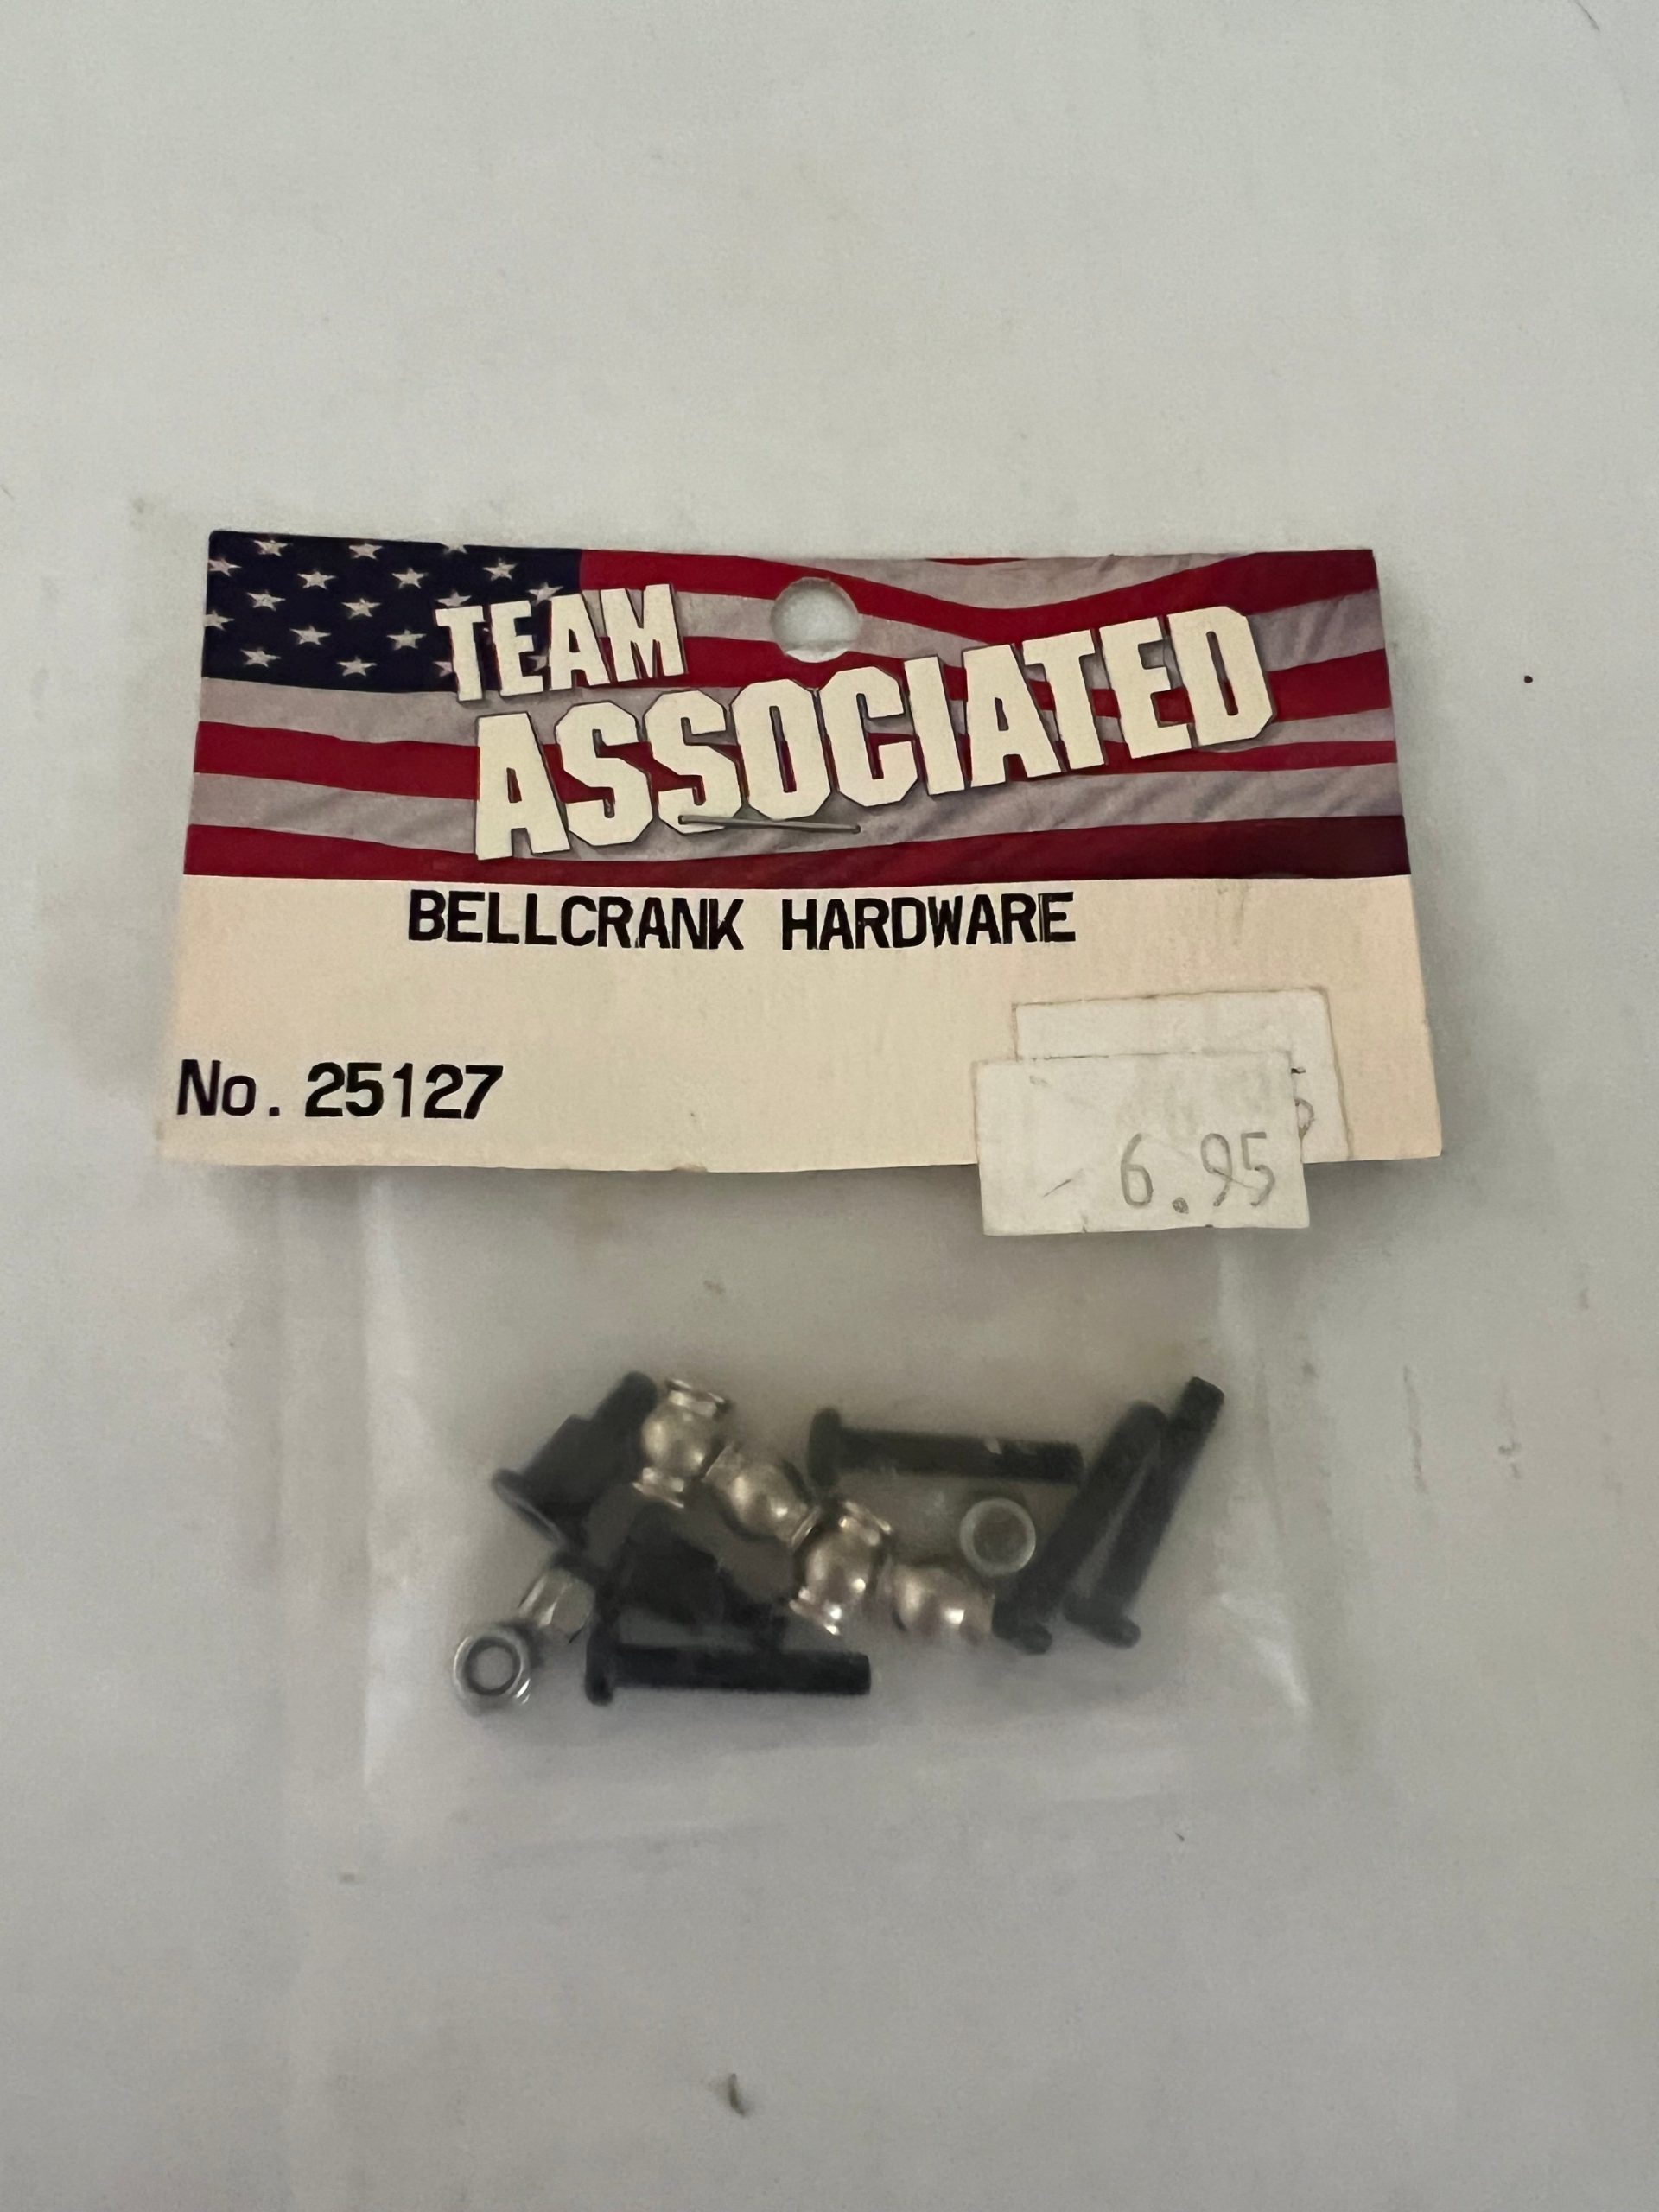 TEAM
ASSOCIATED
BELLCRANK HARDWARE
No. 25127
6.95